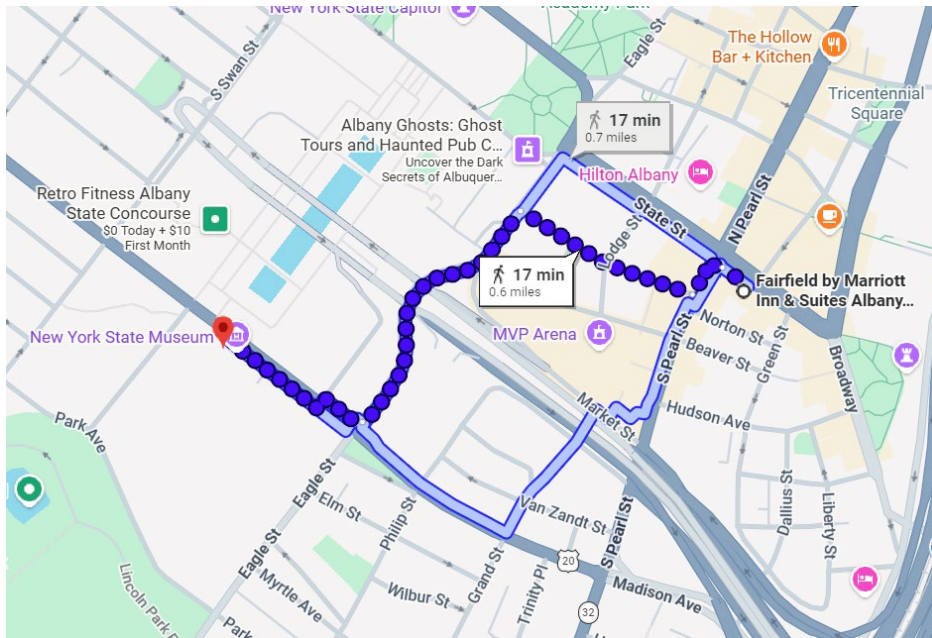 New York State Capitol
Academy Park
Eagle St
The Hollow
Bar + Kitchen
S Swan St
Tricentennial
Square
17 min
0.7 miles
Albany Ghosts: Ghost
Tours and Haunted Pub C...
Uncover the Dark
Secrets of Albuquer...
Hilton Albany
N Pearl St
State St
Retro Fitness Albany
State Concourse
$0 Today + $10
First Month
Lodge St
17 min
0.6 miles
Fairfield by Marriott
Inn & Suites Albany...
New York State Museum
MVP Arena
S Pearl St
Norton St
Beaver St
Green St
Broadway
Market St
Hudson Ave
Park Ave
Eagle St
Elm St
Philip St
Van Zandt St
S Pearl St
Dallius St
Liberty St
Eagle St
Myrtle Ave
Wilbur St
Grand St
Trinity Pl
20
Madison Ave
32
Lincoln Park
Park